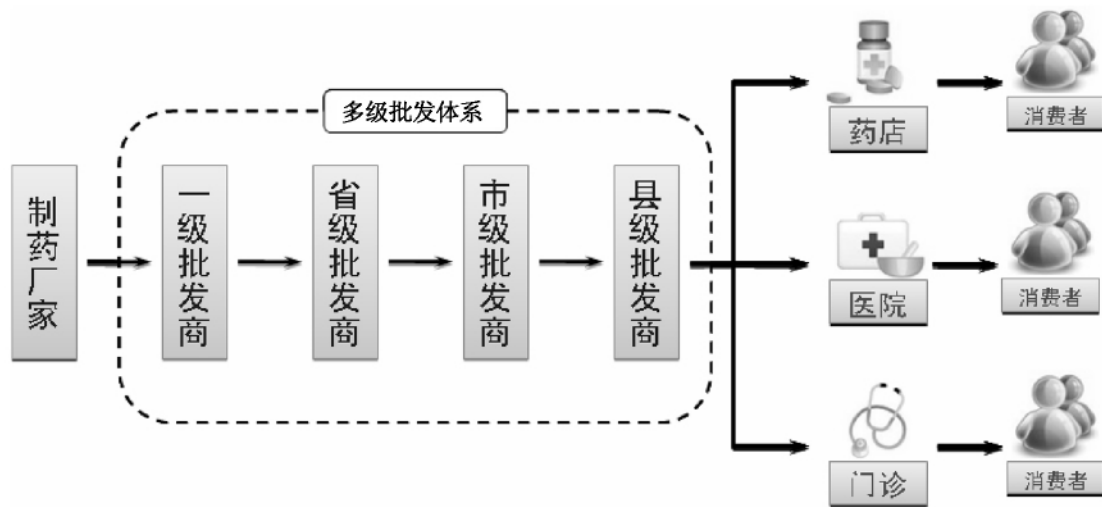 多级批发体系
制药厂家
一级批发商
省级批发商
市级批发商
县级批发商
药店
消费者
医院
消费者
门诊
消费者